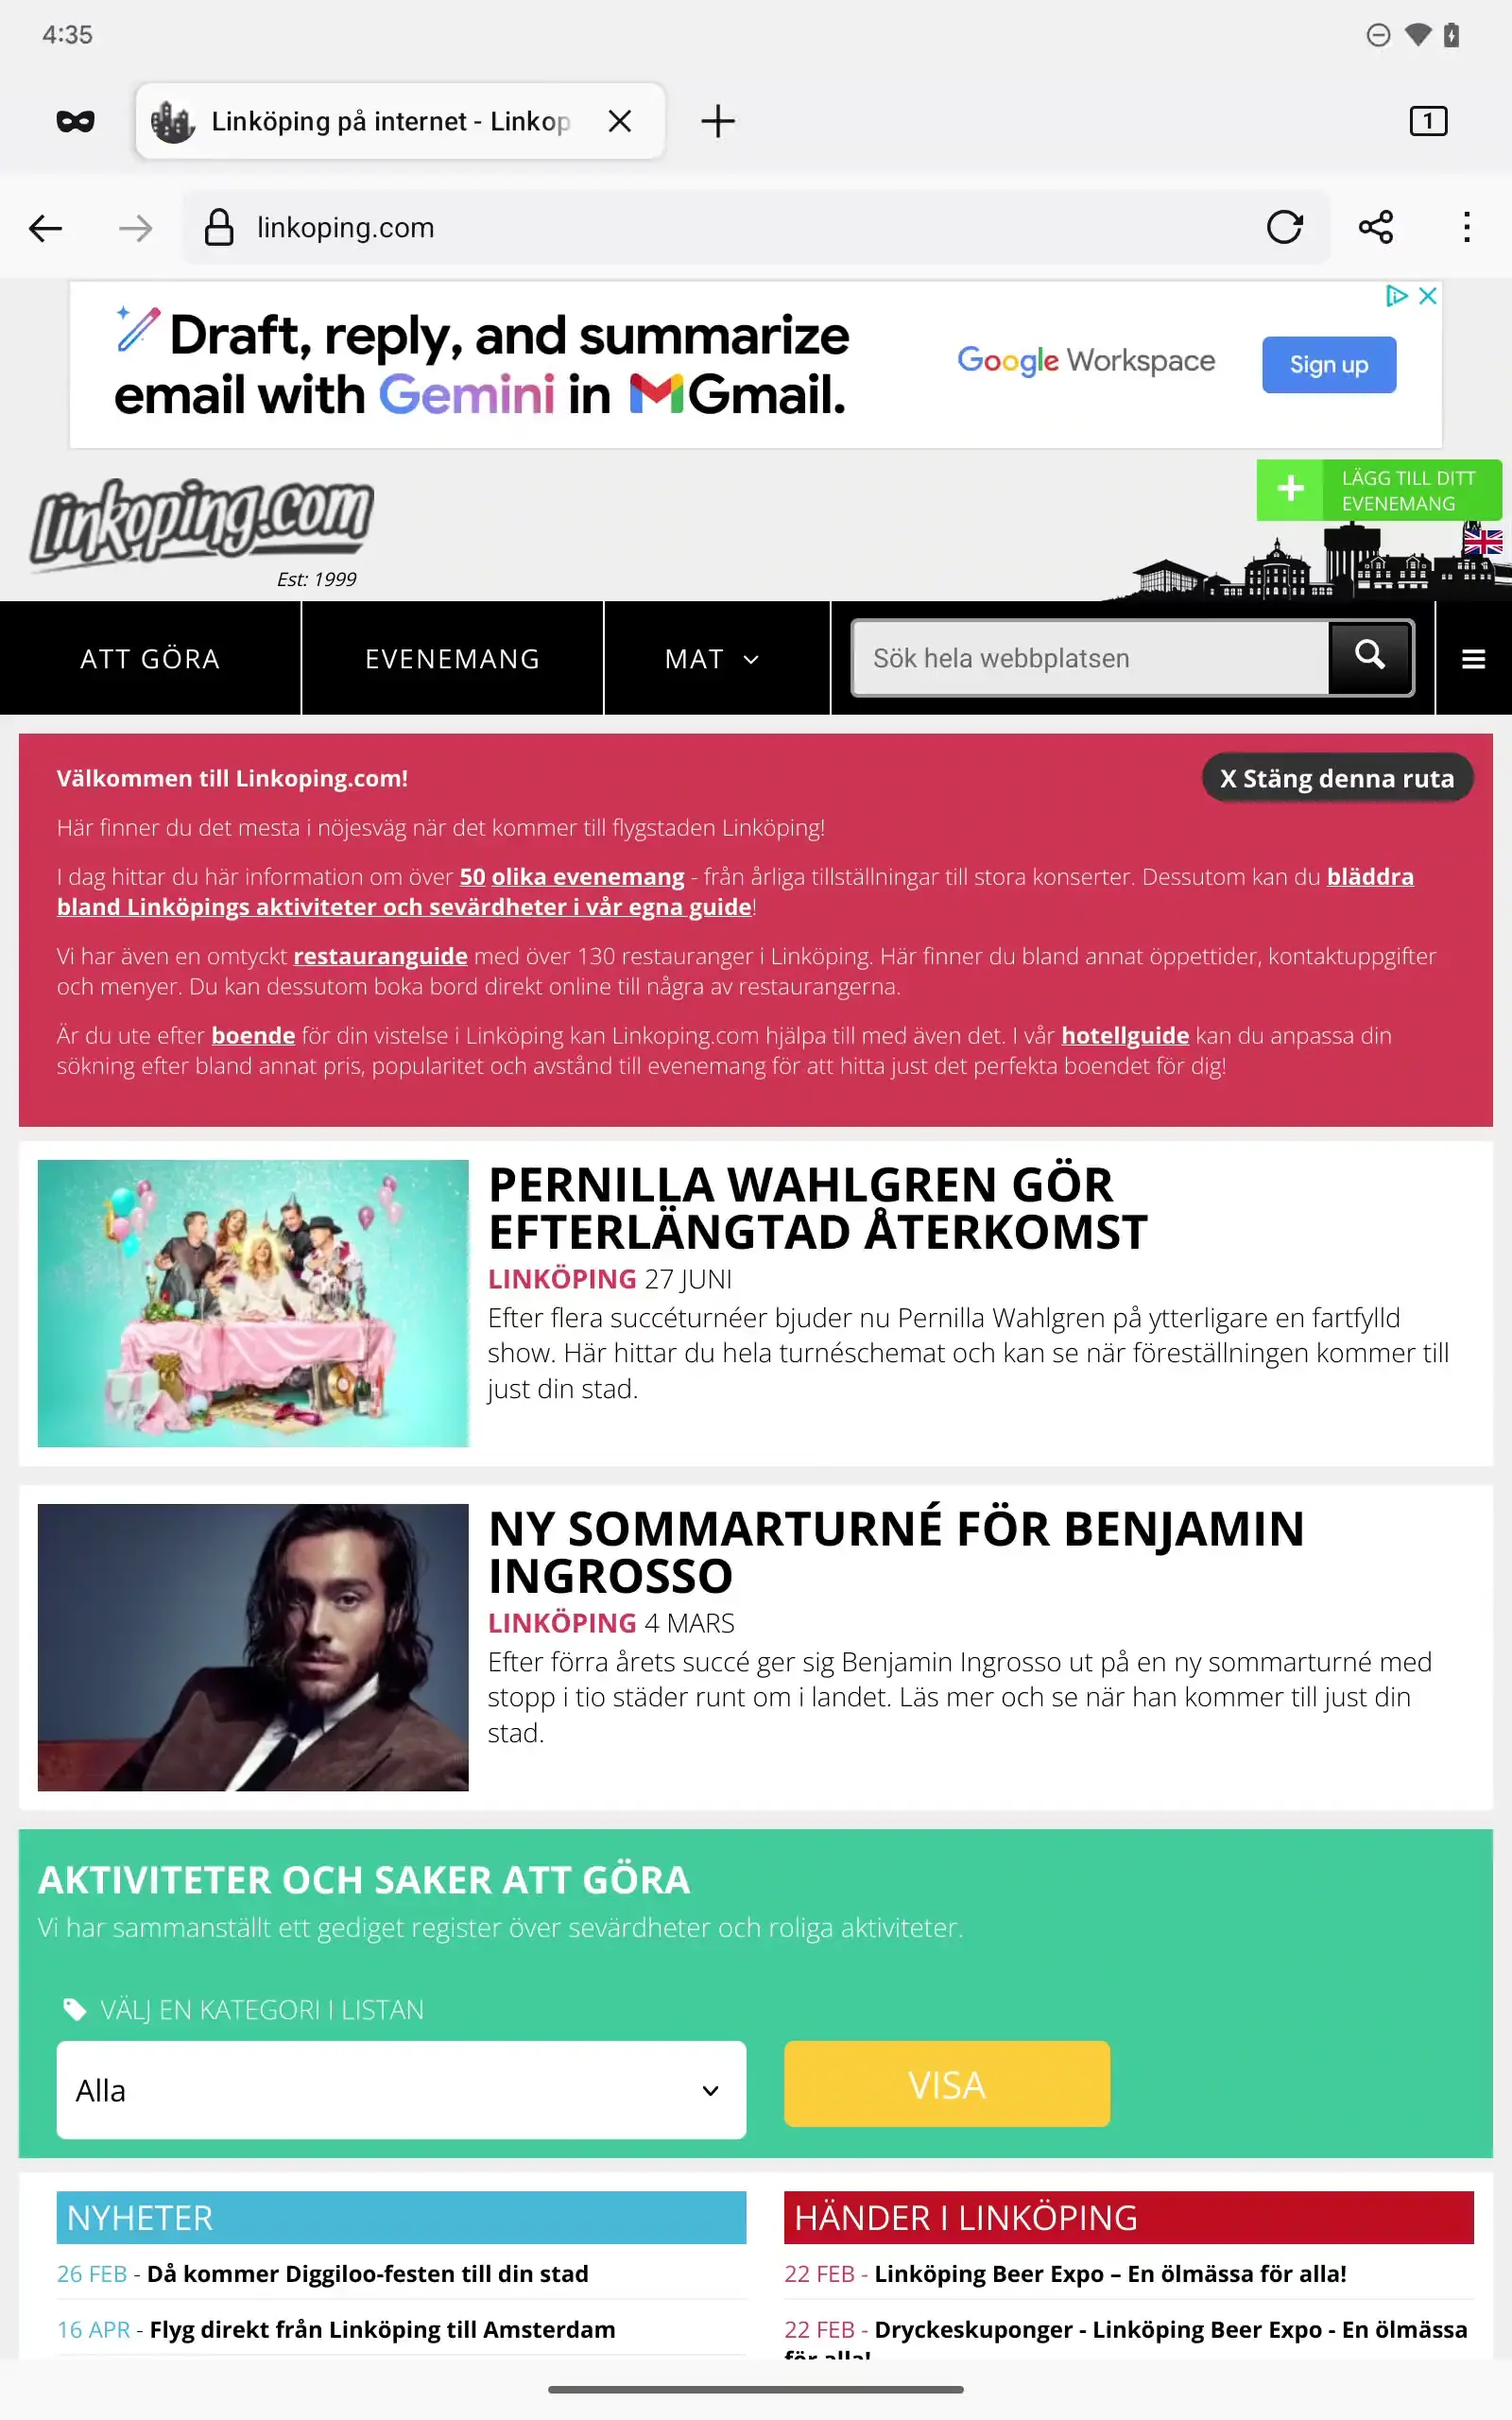 4:35
Linköping på internet - Linkop
1
linkoping.com
Draft, reply, and summarize
email with Gemini in Gmail.
Google Workspace
Sign up
linkoping.com
Est: 1999
LÄGG TILL DITT
EVENEMANG
ATT GÖRA
EVENEMANG
MAT
Sök hela webbplatsen
Välkommen till Linkoping.com!
X Stäng denna ruta
Här finner du det mesta i nöjesväg när det kommer till flygstaden Linköping!
I dag hittar du här information om över 50 olika evenemang - från årliga tillställningar till stora konserter. Dessutom kan du bläddra
bland Linköpings aktiviteter och sevärdheter i vår egna guide!
Vi har även en omtyckt restauranguide med över 130 restauranger i Linköping. Här finner du bland annat öppettider, kontaktuppgifter
och menyer. Du kan dessutom boka bord direkt online till några av restaurangerna.
Är du ute efter boende för din vistelse i Linköping kan Linkoping.com hjälpa till med även det. I vår hotellguide kan du anpassa din
sökning efter bland annat pris, popularitet och avstånd till evenemang för att hitta just det perfekta boendet för dig!
PERNILLA WAHLGREN GÖR
EFTERLÄNGTAD ÅTERKOMST
LINKÖPING 27 JUNI
Efter flera succéturnéer bjuder nu Pernilla Wahlgren på ytterligare en fartfylld
show. Här hittar du hela turnéschemat och kan se när föreställningen kommer till
just din stad.
NY SOMMARTURNÉ FÖR BENJAMIN
INGROSSO
LINKÖPING 4 MARS
Efter förra årets succé ger sig Benjamin Ingrosso ut på en ny sommarturné med
stopp i tio städer runt om i landet. Läs mer och se när han kommer till just din
stad.
AKTIVITETER OCH SAKER ATT GÖRA
Vi har sammanställt ett gediget register över sevärdheter och roliga aktiviteter.
VÄLJ EN KATEGORI I LISTAN
Alla
VISA
NYHETER
26 FEB - Då kommer Diggiloo-festen till din stad
16 APR - Flyg direkt från Linköping till Amsterdam
HÄNDER I LINKÖPING
22 FEB - Linköping Beer Expo – En ölmässa för alla!
22 FEB - Dryckeskuponger - Linköping Beer Expo - En ölmässa
för alla!